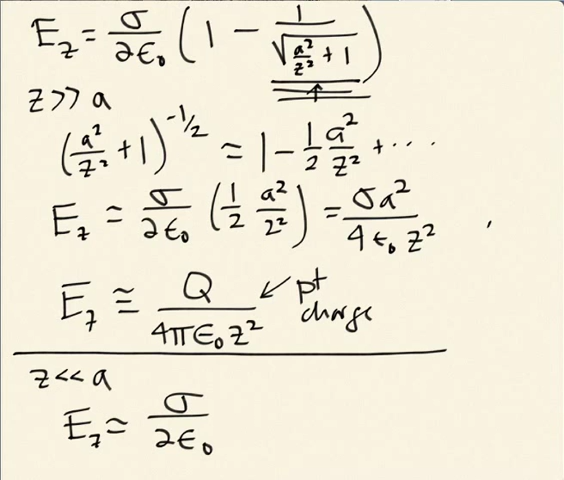 E_z = σ/2ϵ₀ (1 − 1/√(a²/z² + 1))
z >> a
(a²/z² + 1)^(-1/2) = 1 − 1/2 a²/z² + ...
E_z ≃ σ/2ϵ₀ (1/2 a²/2²) = σa²/4ϵ₀z²
E_z ≅ Q/4πϵ₀z² ↙ pt
charge
z << a
E_z ≃ σ/2ϵ₀